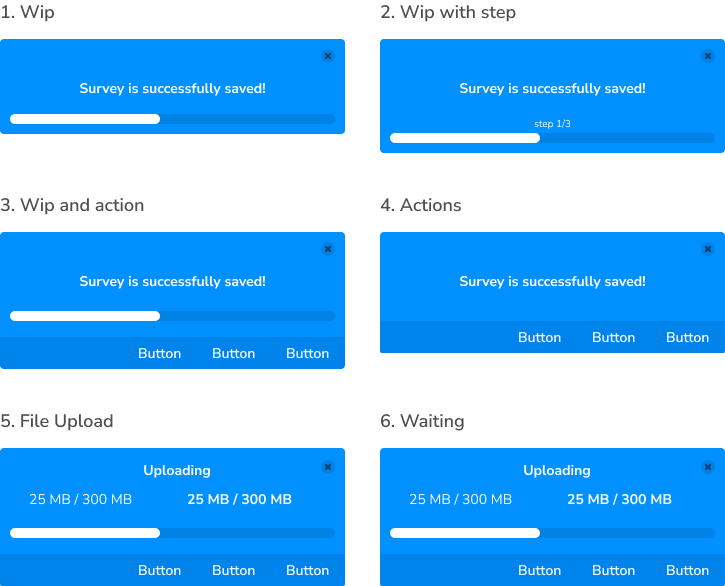 1. Wip
Survey is successfully saved!
2. Wip with step
Survey is successfully saved!
step 1/3
3. Wip and action
Survey is successfully saved!
Button Button Button
4. Actions
Survey is successfully saved!
Button Button Button
5. File Upload
Uploading
25 MB / 300 MB 25 MB / 300 MB
Button Button Button
6. Waiting
Uploading
25 MB / 300 MB 25 MB / 300 MB
Button Button Button